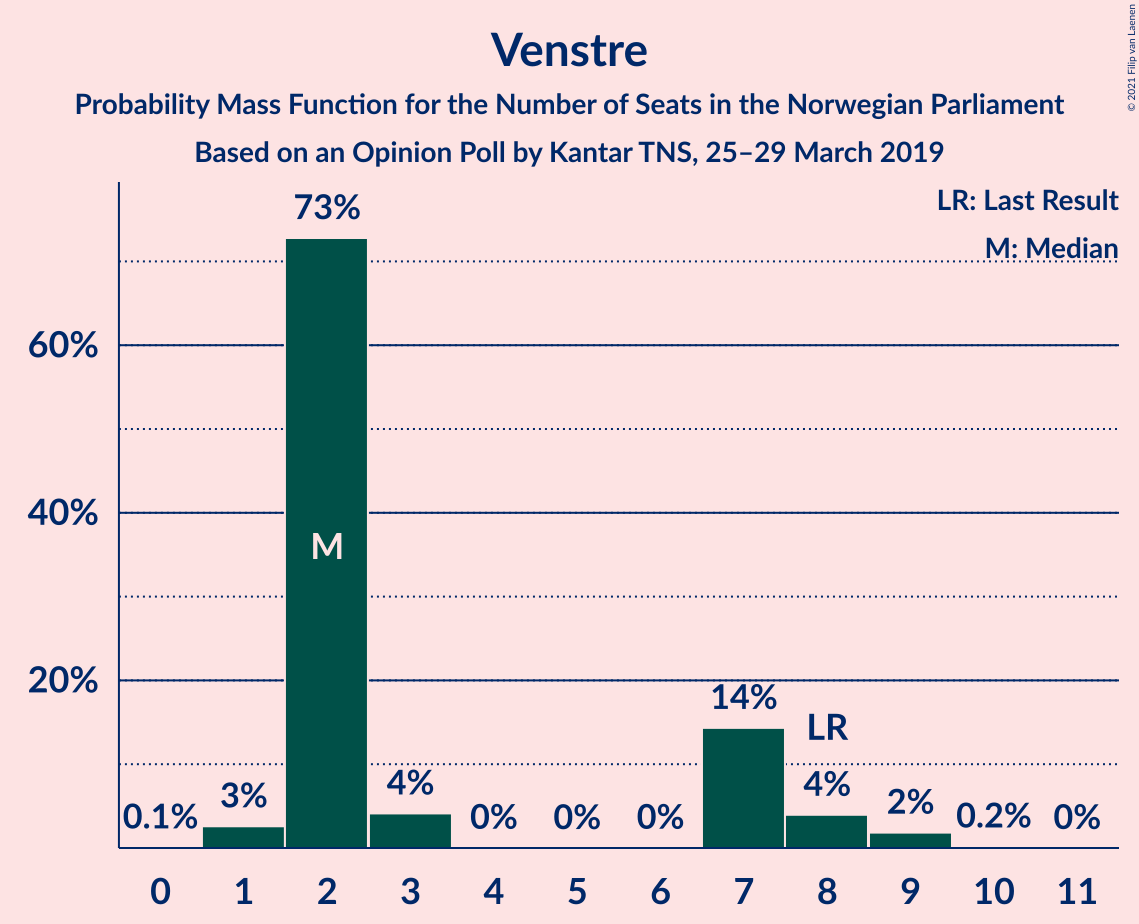 Venstre
Probability Mass Function for the Number of Seats in the Norwegian Parliament
Based on an Opinion Poll by Kantar TNS, 25–29 March 2019
© 2021 Filip van Laenen
LR: Last Result
M: Median
60%
40%
20%
0.1%
3%
73%
M
4%
0%
0%
0%
14%
LR
4%
2%
0.2%
0%
0 1 2 3 4 5 6 7 8 9 10 11